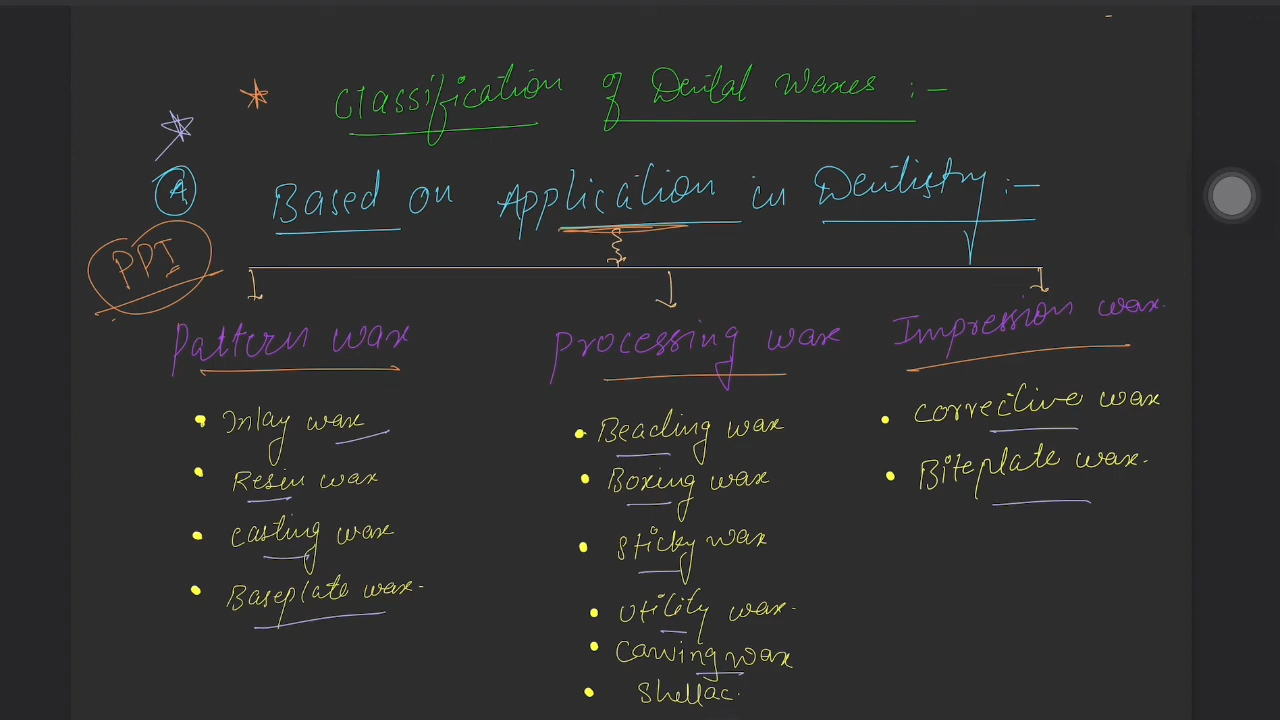 Classification of Dental Waxes :-
A
Based on Application in Dentistry :-
PPI
Pattern wax
Inlay wax
Resin wax
Casting wax
Baseplate wax.
Processing wax
Beading wax
Boxing wax
Sticky wax
Utility wax.
Carving wax
Shellac.
Impression wax.
Corrective wax
Biteplate wax.